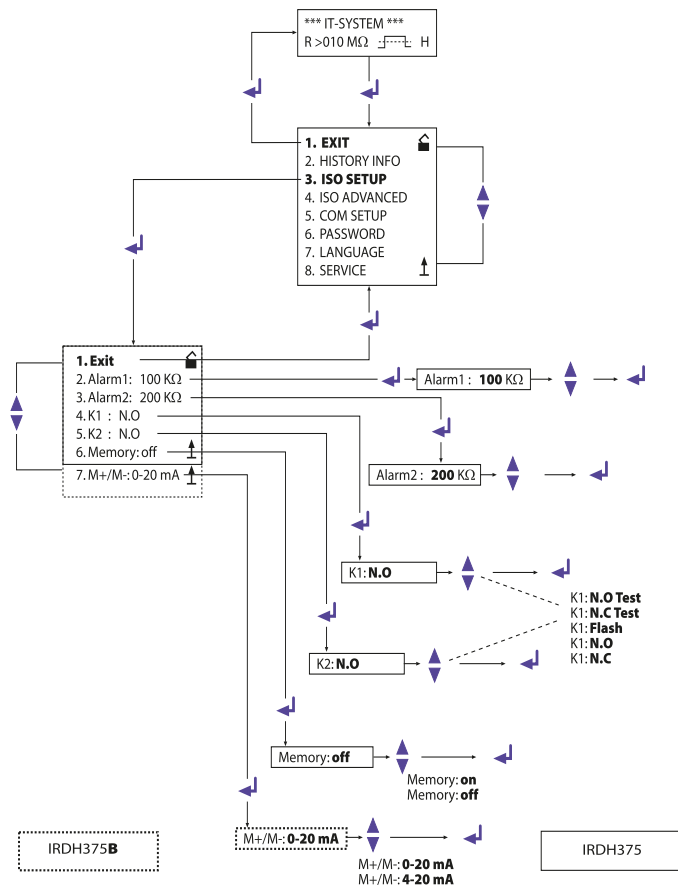 *** IT-SYSTEM ***
R >010 MΩ H
1. EXIT
2. HISTORY INFO
3. ISO SETUP
4. ISO ADVANCED
5. COM SETUP
6. PASSWORD
7. LANGUAGE
8. SERVICE
1. Exit
2. Alarm1: 100 KΩ
3. Alarm2: 200 KΩ
4. K1 : N.O
5. K2 : N.O
6. Memory: off
7. M+/M-: 0-20 mA
Alarm1 : 100 KΩ
Alarm2 : 200 KΩ
K1: N.O
K1: N.O Test
K1: N.C Test
K1: Flash
K1: N.O
K1: N.C
K2: N.O
Memory: off
Memory: on
Memory: off
M+/M-: 0-20 mA
M+/M-: 0-20 mA
M+/M-: 4-20 mA
IRDH375B
IRDH375